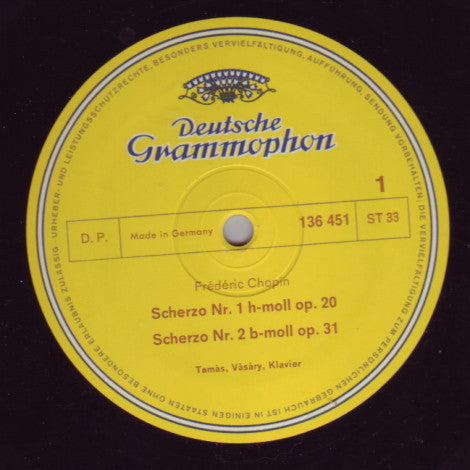 Deutsche
Grammophon
1
D. P.
Made in Germany
136 451
ST 33
Frédéric Chopin
Scherzo Nr. 1 h-moll op. 20
Scherzo Nr. 2 b-moll op. 31
Tamàs, Vàsàry, Klavier
URHEBER- UND LEISTUNGSSCHUTZRECHTE, BESONDERS VERVIELFÄLTIGUNG, AUFFÜHRUNG, SENDUNG VORBEHALTEN; DIE VERVIELFÄLTIGUNG ZUM PERSÖNLICHEN GEBRAUCH IST IN EINIGEN STAATEN OHNE BESONDERE ERLAUBNIS ZULÄSSIG